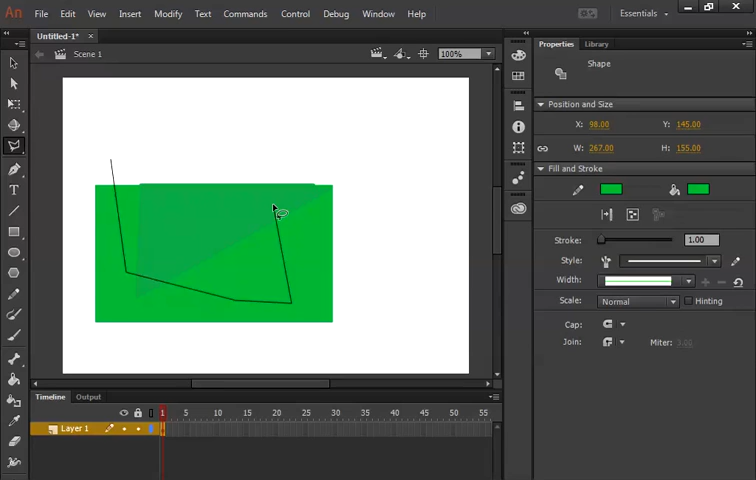 An File Edit View Insert Modify Text Commands Control Debug Window Help Essentials
Untitled-1* ×
Scene 1 100%
Properties Library
Shape
Position and Size
X: 98.00 Y: 145.00
W: 267.00 H: 155.00
Fill and Stroke
Stroke: 1.00
Style:
Width:
Scale: Normal Hinting
Cap:
Join: Miter: 3.00
Timeline Output
1 5 10 15 20 25 30 35 40 45 50 55
Layer 1